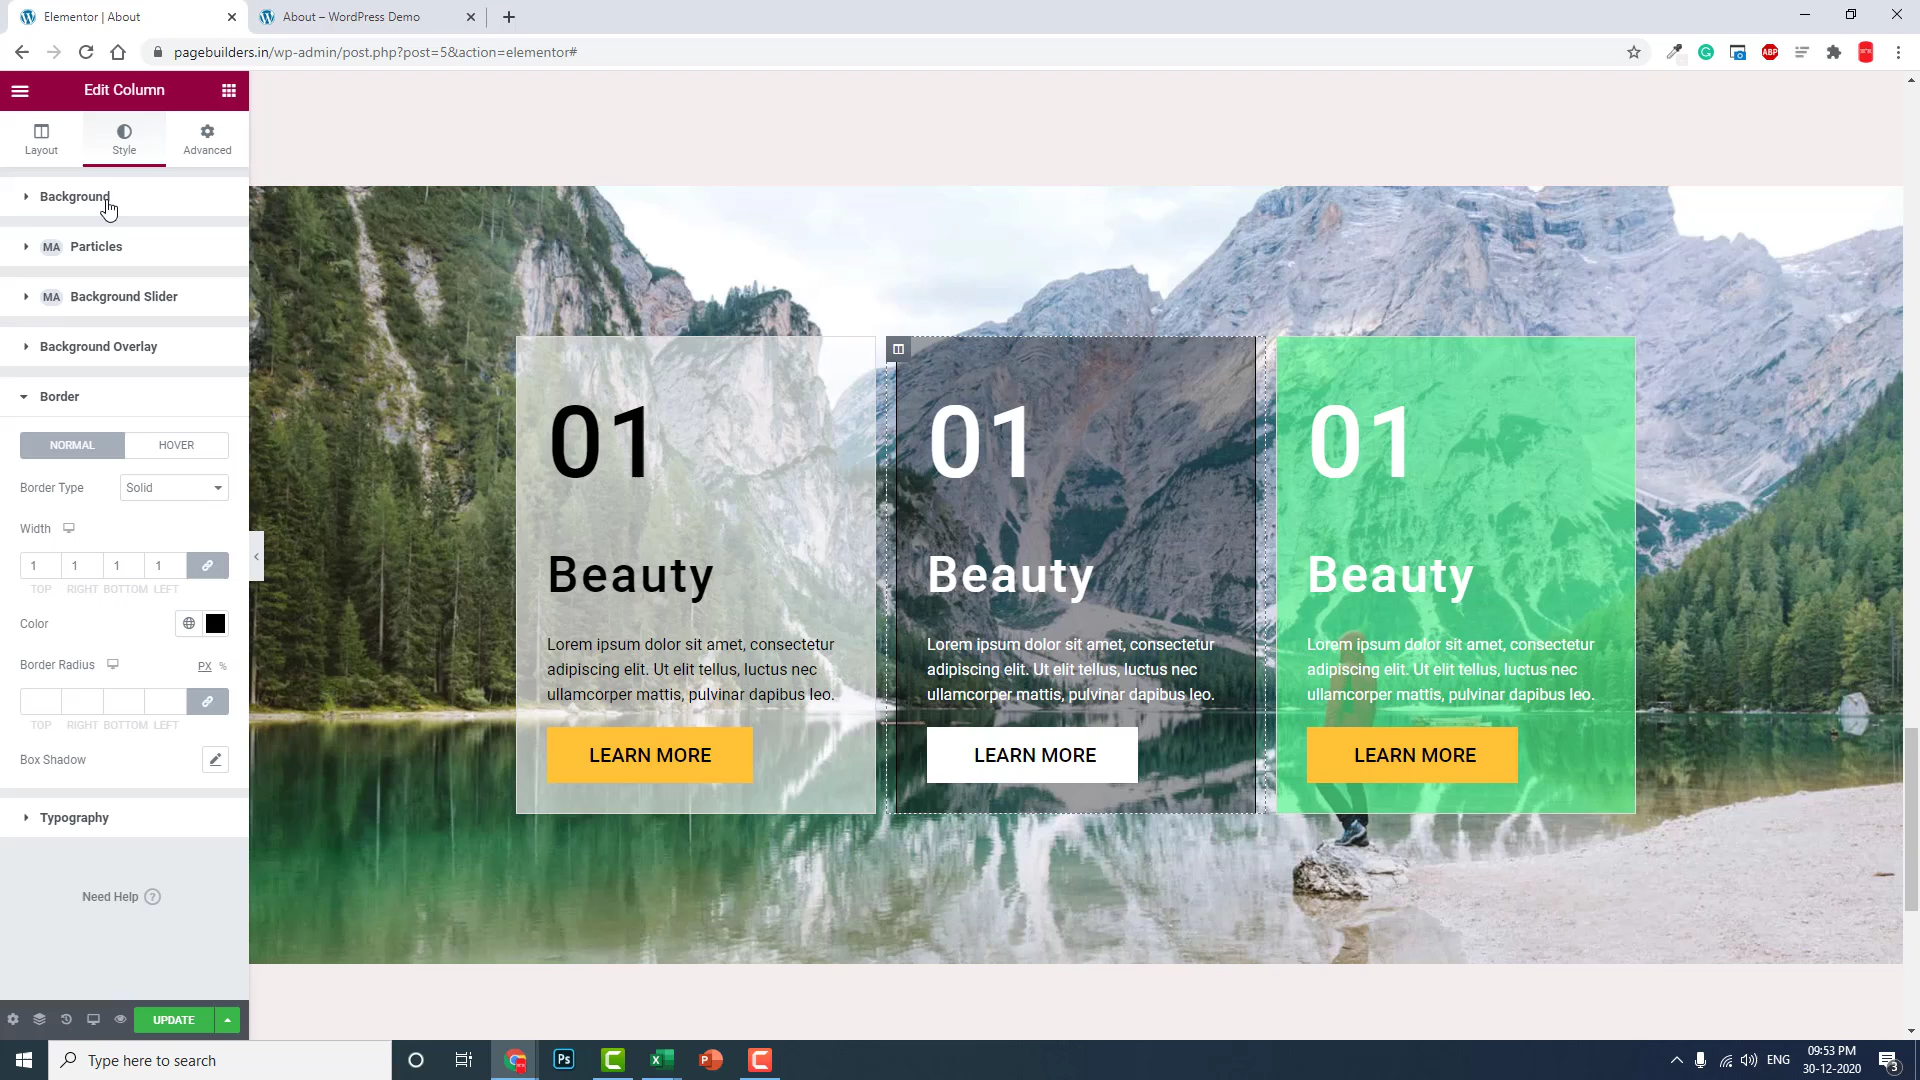 Elementor | About
About – WordPress Demo
pagebuilders.in/wp-admin/post.php?post=5&action=elementor#
ABP
Edit Column
Layout
Style
Advanced
Background
MA Particles
MA Background Slider
Background Overlay
Border
NORMAL
HOVER
Border Type
Solid
Width
1 1 1 1
TOP RIGHT BOTTOM LEFT
Color
Border Radius
PX %
TOP RIGHT BOTTOM LEFT
Box Shadow
Typography
Need Help ?
UPDATE
01
Beauty
Lorem ipsum dolor sit amet, consectetur
adipiscing elit. Ut elit tellus, luctus nec
ullamcorper mattis, pulvinar dapibus leo.
LEARN MORE
01
Beauty
Lorem ipsum dolor sit amet, consectetur
adipiscing elit. Ut elit tellus, luctus nec
ullamcorper mattis, pulvinar dapibus leo.
LEARN MORE
01
Beauty
Lorem ipsum dolor sit amet, consectetur
adipiscing elit. Ut elit tellus, luctus nec
ullamcorper mattis, pulvinar dapibus leo.
LEARN MORE
Type here to search
Ps
ENG
09:53 PM
30-12-2020
3